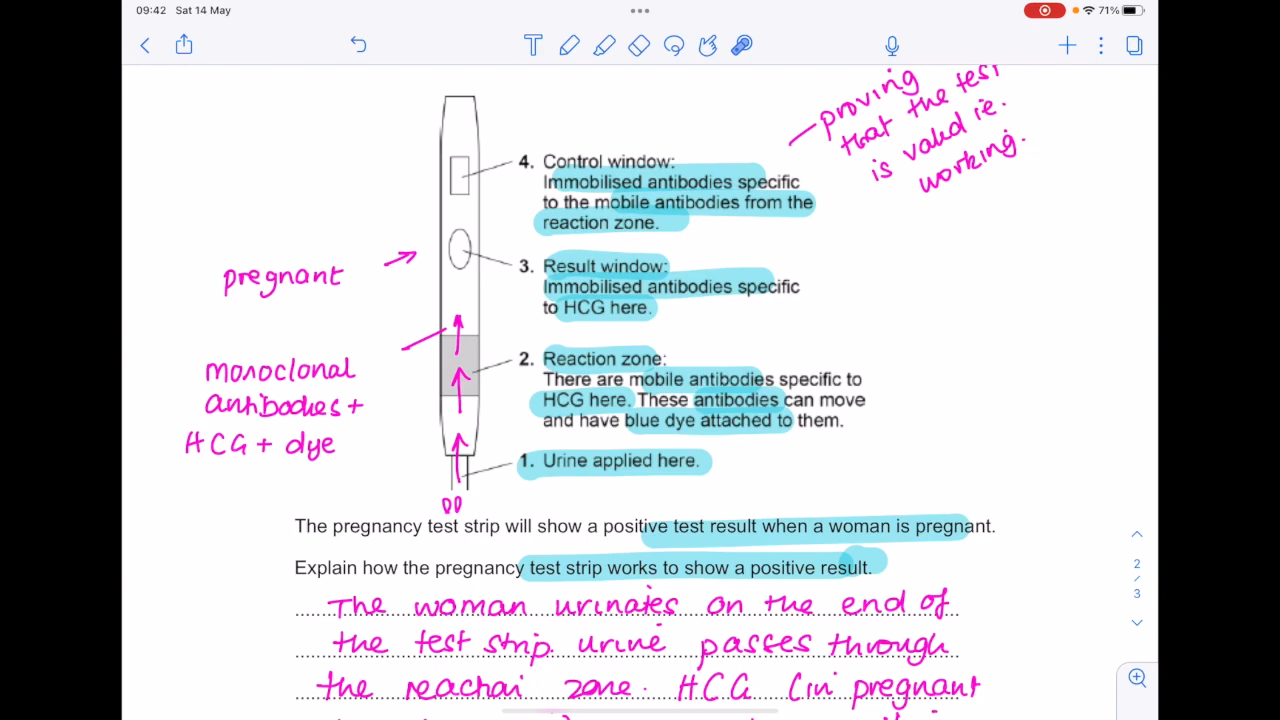 09:42 Sat 14 May
71%
proving
that the test
is valid ie.
working.
4. Control window:
Immobilised antibodies specific
to the mobile antibodies from the
reaction zone.
pregnant
3. Result window:
Immobilised antibodies specific
to HCG here.
monoclonal
antibodies +
HCG + dye
2. Reaction zone:
There are mobile antibodies specific to
HCG here. These antibodies can move
and have blue dye attached to them.
1. Urine applied here.
The pregnancy test strip will show a positive test result when a woman is pregnant.
Explain how the pregnancy test strip works to show a positive result.
The woman urinates on the end of
the test strip. urine passes through
the reaction zone. HCG (in pregnant
2
/
3